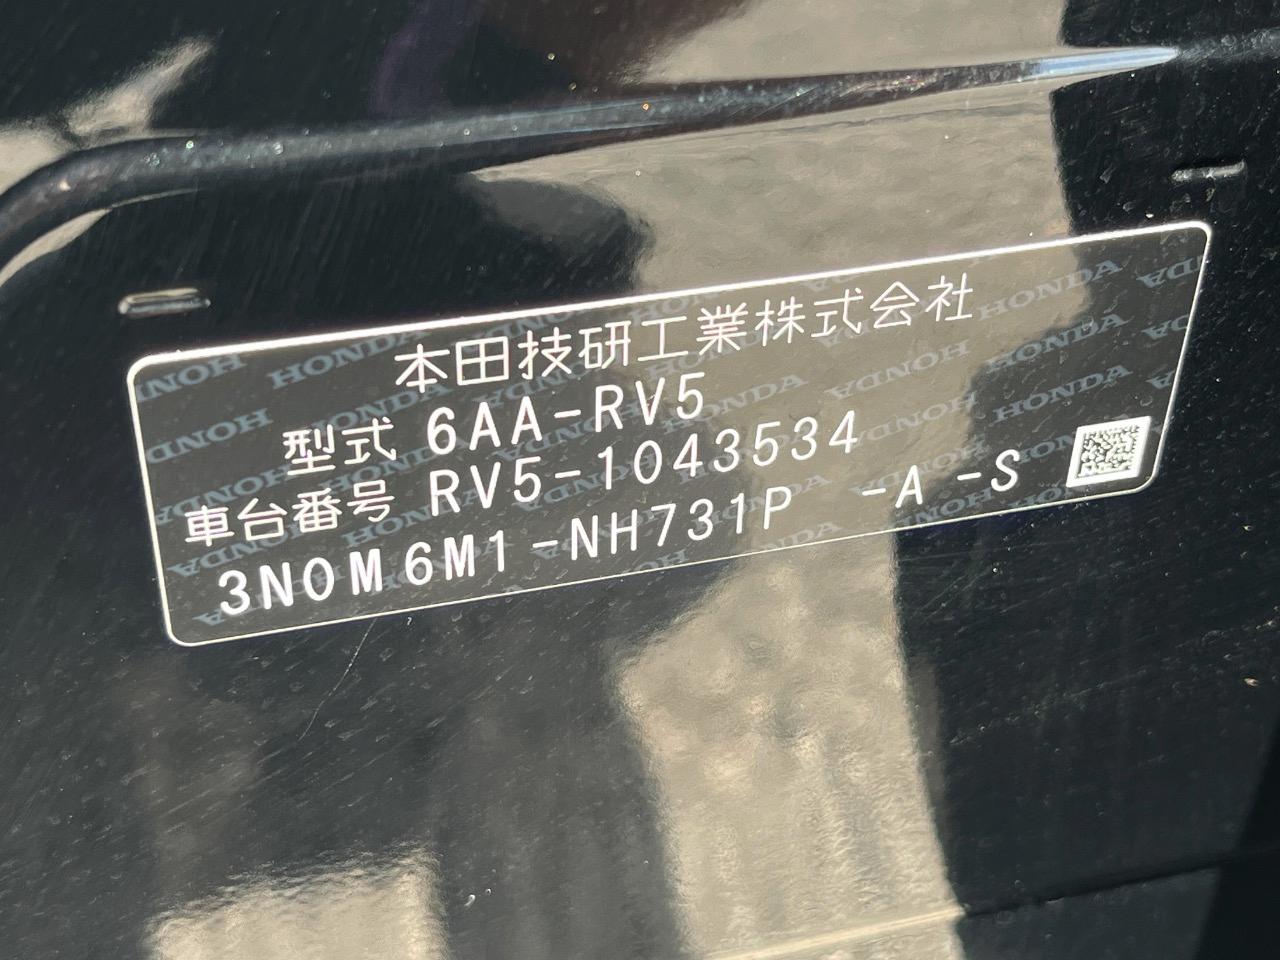 本田技研工業株式会社
型式 6AA-RV5
車台番号 RV5-1043534
3N0M6M1-NH731P -A -S